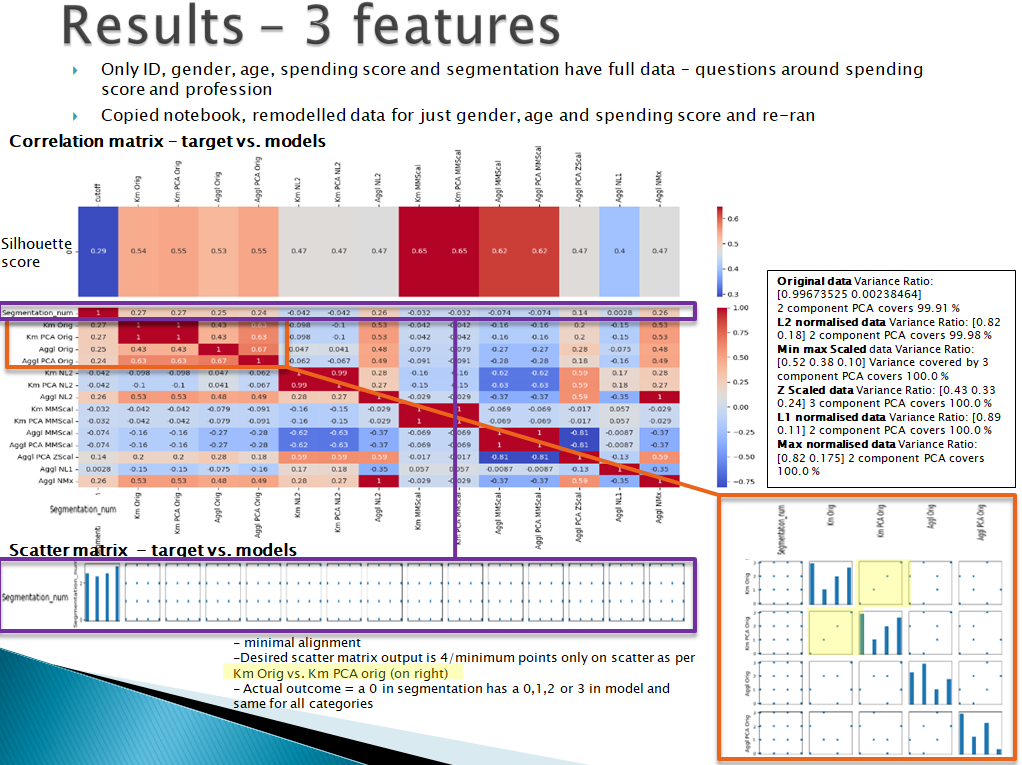 Results – 3 features
Only ID, gender, age, spending score and segmentation have full data – questions around spending
score and profession
Copied notebook, remodelled data for just gender, age and spending score and re-ran
Correlation matrix – target vs. models
cutoff
Km Orig
Km PCA Orig
Aggl Orig
Aggl PCA Orig
Km NL2
Km PCA NL2
Aggl NL2
Km MMScal
Km PCA MMScal
Aggl MMScal
Aggl PCA MMScal
Aggl PCA ZScal
Aggl NL1
Aggl NMx
Silhouette
score
0.29 0.54 0.55 0.53 0.55 0.47 0.47 0.47 0.65 0.65 0.62 0.62 0.47 0.4 0.47
0.6
0.5
0.4
0.3
Segmentation_num 1 0.27 0.27 0.25 0.24 -0.042 -0.042 0.26 -0.032 -0.032 -0.074 -0.074 0.14 0.0028 0.26
Km Orig 0.27 1 1 0.43 0.63 -0.098 -0.1 0.53 -0.042 -0.042 -0.16 -0.16 0.2 -0.15 0.53
Km PCA Orig 0.27 1 1 0.43 0.63 -0.098 -0.1 0.53 -0.042 -0.042 -0.16 -0.16 0.2 -0.15 0.53
Aggl Orig 0.25 0.43 0.43 1 0.67 0.047 0.041 0.48 -0.079 -0.079 -0.27 -0.27 0.28 -0.075 0.48
Aggl PCA Orig 0.24 0.63 0.63 0.67 1 -0.062 -0.067 0.49 -0.091 -0.091 -0.28 -0.28 0.18 -0.16 0.49
Km NL2 -0.042 -0.098 -0.098 0.047 -0.062 1 0.99 0.28 -0.16 -0.16 -0.62 -0.62 0.59 0.17 0.28
Km PCA NL2 -0.042 -0.1 -0.1 0.041 -0.067 0.99 1 0.27 -0.15 -0.15 -0.63 -0.63 0.59 0.18 0.27
Aggl NL2 0.26 0.53 0.53 0.48 0.49 0.28 0.27 1 -0.029 -0.029 -0.37 -0.37 0.59 -0.35 1
Km MMScal -0.032 -0.042 -0.042 -0.079 -0.091 -0.16 -0.15 -0.029 1 1 -0.069 -0.069 -0.017 0.057 -0.029
Km PCA MMScal -0.032 -0.042 -0.042 -0.079 -0.091 -0.16 -0.15 -0.029 1 1 -0.069 -0.069 -0.017 0.057 -0.029
Aggl MMScal -0.074 -0.16 -0.16 -0.27 -0.28 -0.62 -0.63 -0.37 -0.069 -0.069 1 1 -0.81 -0.0087 -0.37
Aggl PCA MMScal -0.074 -0.16 -0.16 -0.27 -0.28 -0.62 -0.63 -0.37 -0.069 -0.069 1 1 -0.81 -0.0087 -0.37
Aggl PCA ZScal 0.14 0.2 0.2 0.28 0.18 0.59 0.59 0.59 -0.017 -0.017 -0.81 -0.81 1 -0.13 0.59
Aggl NL1 0.0028 -0.15 -0.15 -0.075 -0.16 0.17 0.18 -0.35 0.057 0.057 -0.0087 -0.0087 -0.13 1 -0.35
Aggl NMx 0.26 0.53 0.53 0.48 0.49 0.28 0.27 1 -0.029 -0.029 -0.37 -0.37 0.59 -0.35 1
1.00
0.75
0.50
0.25
0.00
-0.25
-0.50
-0.75
Segmentation_num
Km Orig
Km PCA Orig
Aggl Orig
Aggl PCA Orig
Km NL2
Km PCA NL2
Aggl NL2
Km MMScal
Km PCA MMScal
Aggl MMScal
Aggl PCA MMScal
Aggl PCA ZScal
Aggl NL1
Aggl NMx
Original data Variance Ratio:
[0.99673525 0.00238464]
2 component PCA covers 99.91 %
L2 normalised data Variance Ratio: [0.82
0.18] 2 component PCA covers 99.98 %
Min max Scaled data Variance Ratio:
[0.52 0.38 0.10] Variance covered by 3
component PCA covers 100.0 %
Z Scaled data Variance Ratio: [0.43 0.33
0.24] 3 component PCA covers 100.0 %
L1 normalised data Variance Ratio: [0.89
0.11] 2 component PCA covers 100.0 %
Max normalised data Variance Ratio:
[0.82 0.175] 2 component PCA covers
100.0 %
Scatter matrix – target vs. models
Segmentation_num
– minimal alignment
–Desired scatter matrix output is 4/minimum points only on scatter as per
Km Orig vs. Km PCA orig (on right)
– Actual outcome = a 0 in segmentation has a 0,1,2 or 3 in model and
same for all categories
Segmentation_num
Km Orig
Km PCA Orig
Aggl Orig
Aggl PCA Orig
Km Orig
Km PCA Orig
Aggl Orig
Aggl PCA Orig